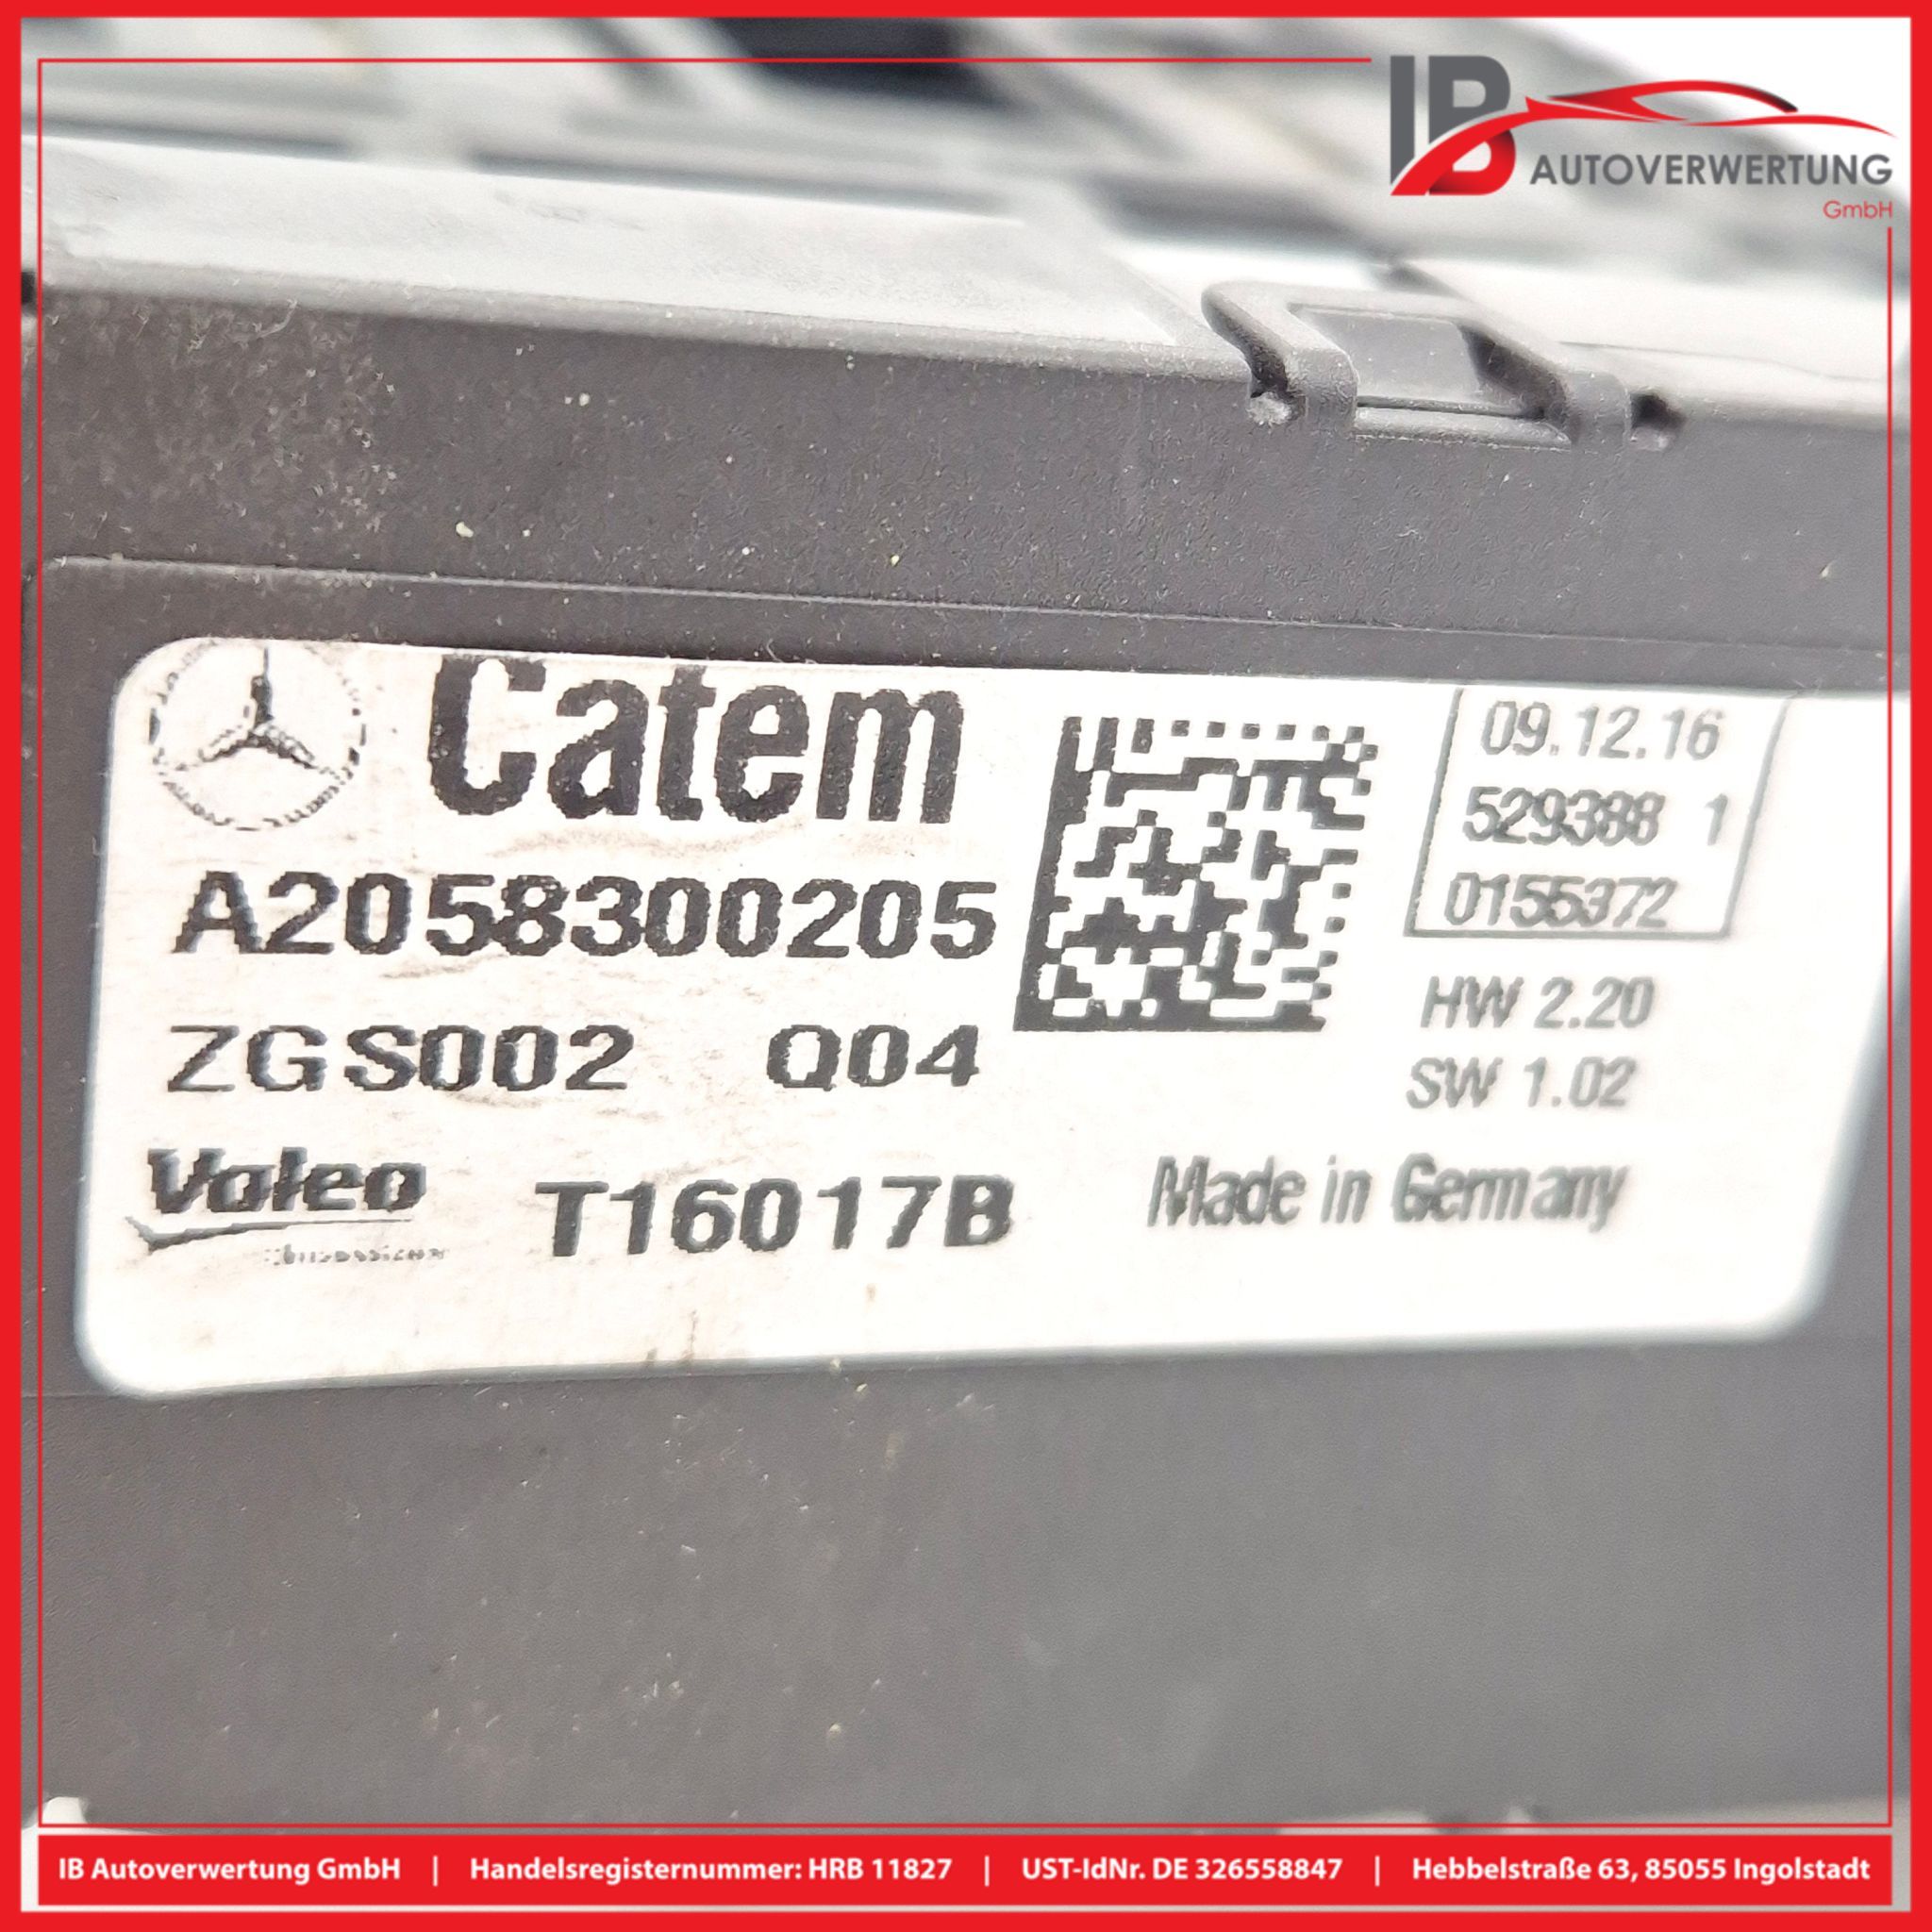 IB
AUTOVERWERTUNG
GmbH
Catem
A2058300205
ZGS002 Q04
Valeo
T16017B
09.12.16
529388 1
0155372
HW 2.20
SW 1.02
Made in Germany
IB Autoverwertung GmbH | Handelsregisternummer: HRB 11827 | UST-IdNr. DE 326558847 | Hebbelstraße 63, 85055 Ingolstadt